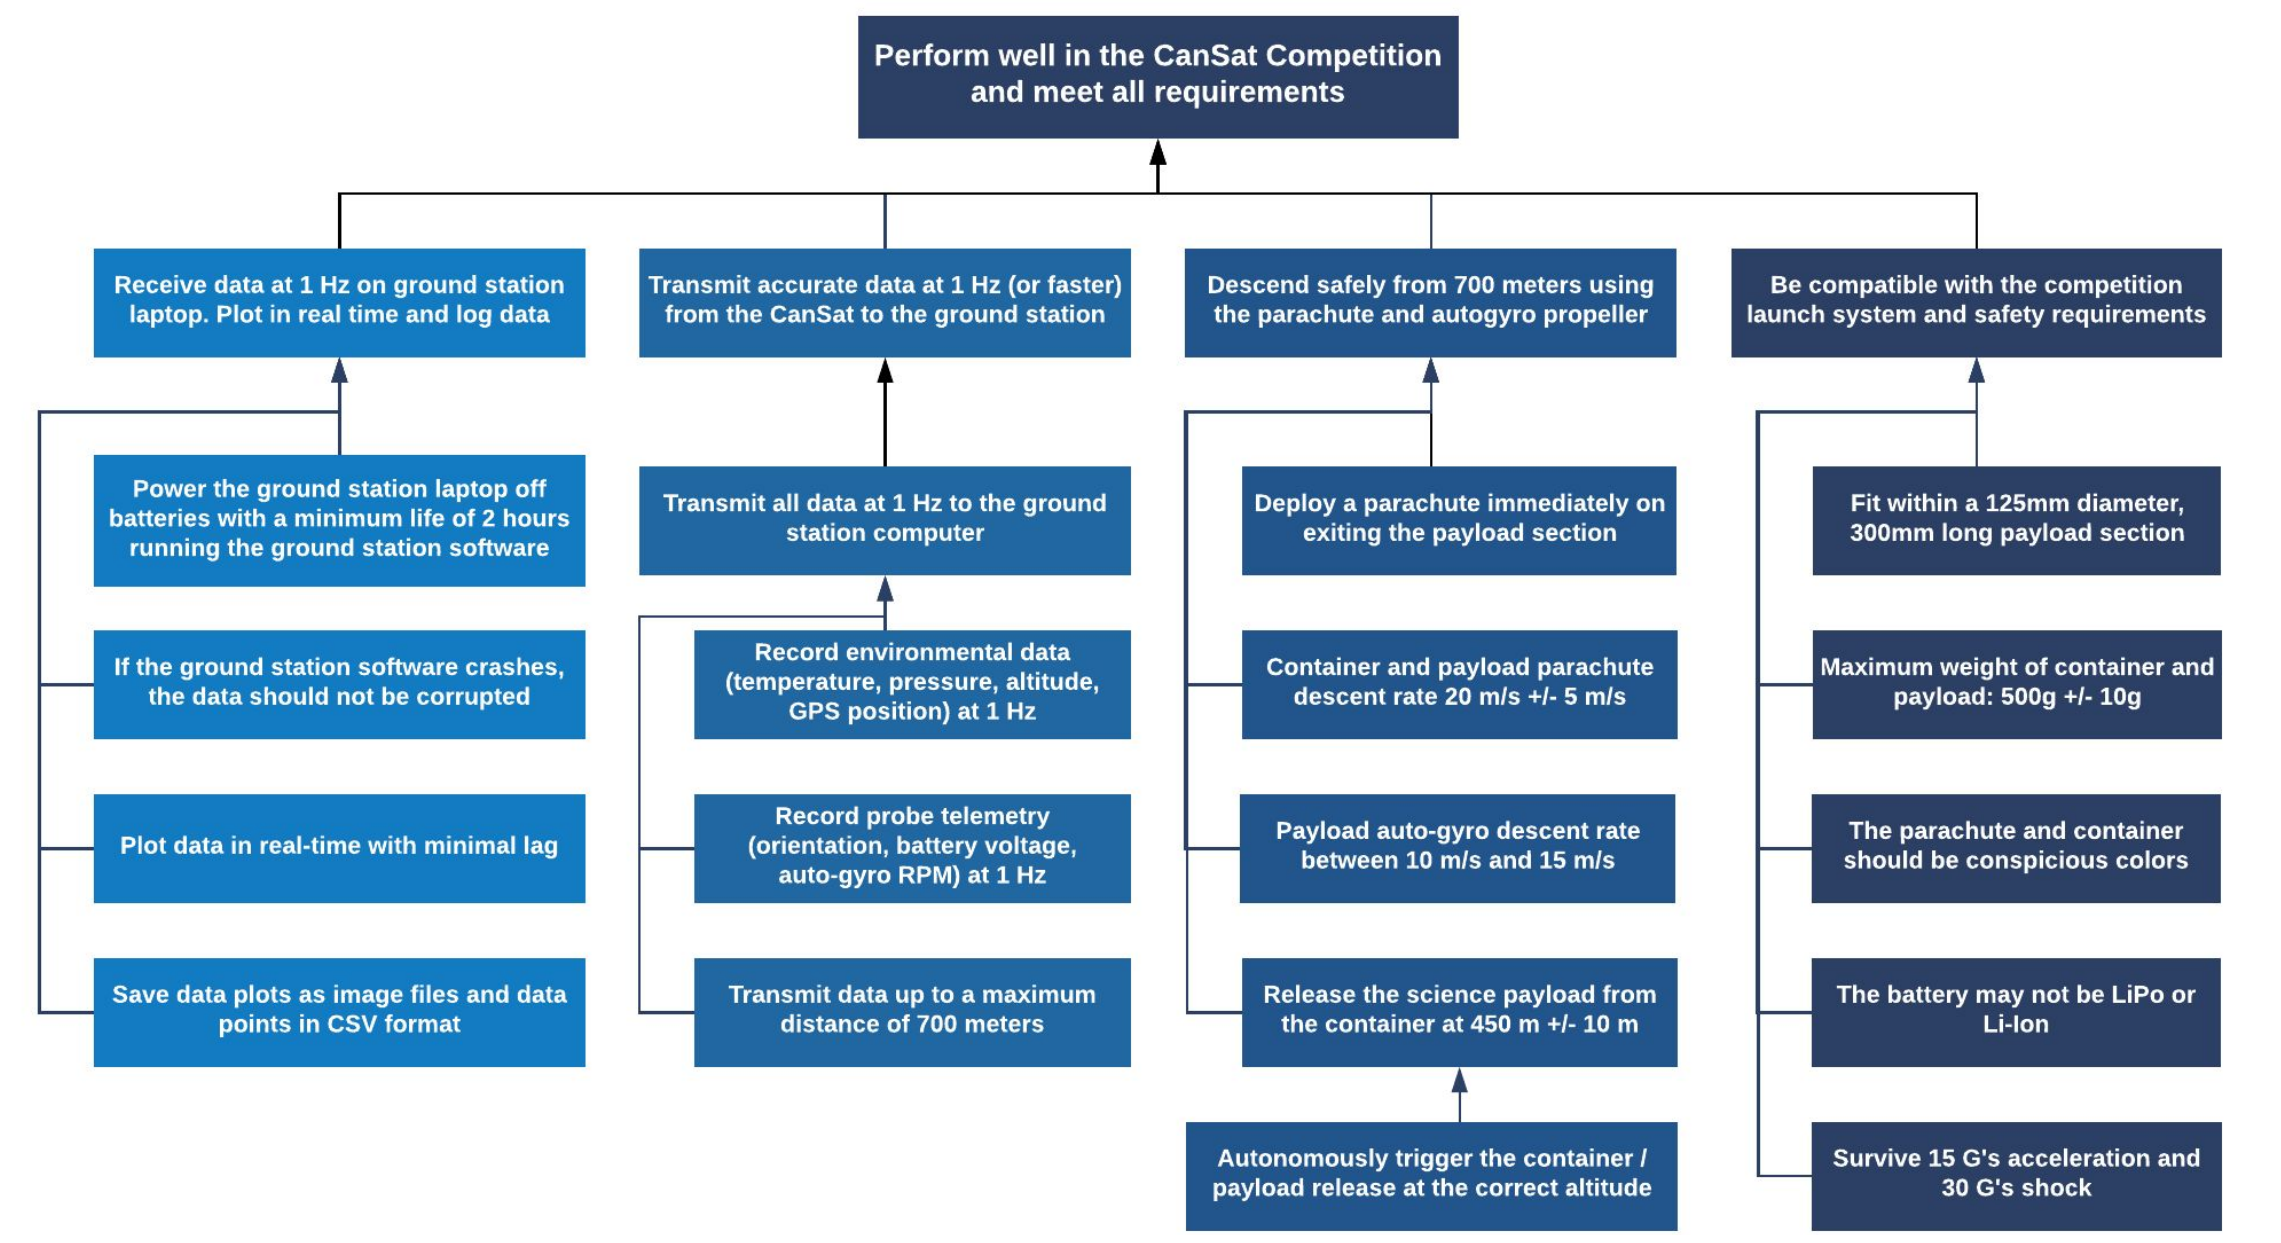 Perform well in the CanSat Competition
and meet all requirements
Receive data at 1 Hz on ground station
laptop. Plot in real time and log data
Power the ground station laptop off
batteries with a minimum life of 2 hours
running the ground station software
If the ground station software crashes,
the data should not be corrupted
Plot data in real-time with minimal lag
Save data plots as image files and data
points in CSV format
Transmit accurate data at 1 Hz (or faster)
from the CanSat to the ground station
Transmit all data at 1 Hz to the ground
station computer
Record environmental data
(temperature, pressure, altitude,
GPS position) at 1 Hz
Record probe telemetry
(orientation, battery voltage,
auto-gyro RPM) at 1 Hz
Transmit data up to a maximum
distance of 700 meters
Descend safely from 700 meters using
the parachute and autogyro propeller
Deploy a parachute immediately on
exiting the payload section
Container and payload parachute
descent rate 20 m/s +/- 5 m/s
Payload auto-gyro descent rate
between 10 m/s and 15 m/s
Release the science payload from
the container at 450 m +/- 10 m
Autonomously trigger the container /
payload release at the correct altitude
Be compatible with the competition
launch system and safety requirements
Fit within a 125mm diameter,
300mm long payload section
Maximum weight of container and
payload: 500g +/- 10g
The parachute and container
should be conspicious colors
The battery may not be LiPo or
Li-Ion
Survive 15 G's acceleration and
30 G's shock